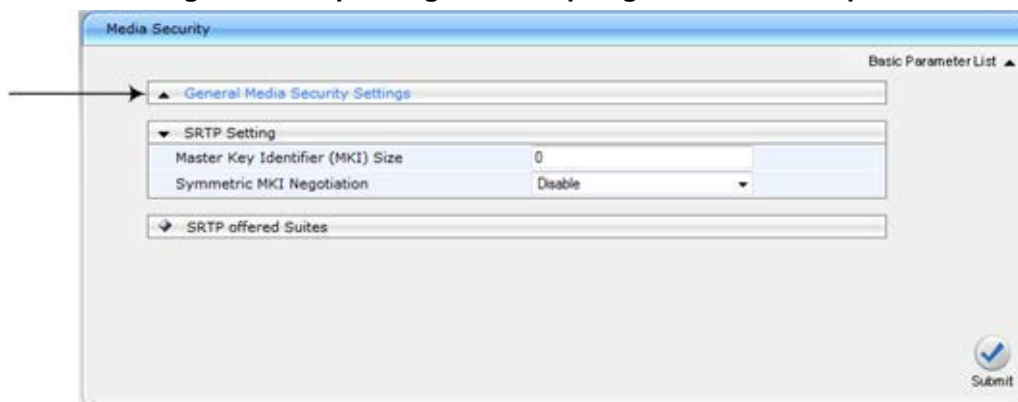 Media Security
Basic Parameter List
General Media Security Settings
SRTP Setting
Master Key Identifier (MKI) Size 0
Symmetric MKI Negotiation Disable
SRTP offered Suites
Submit